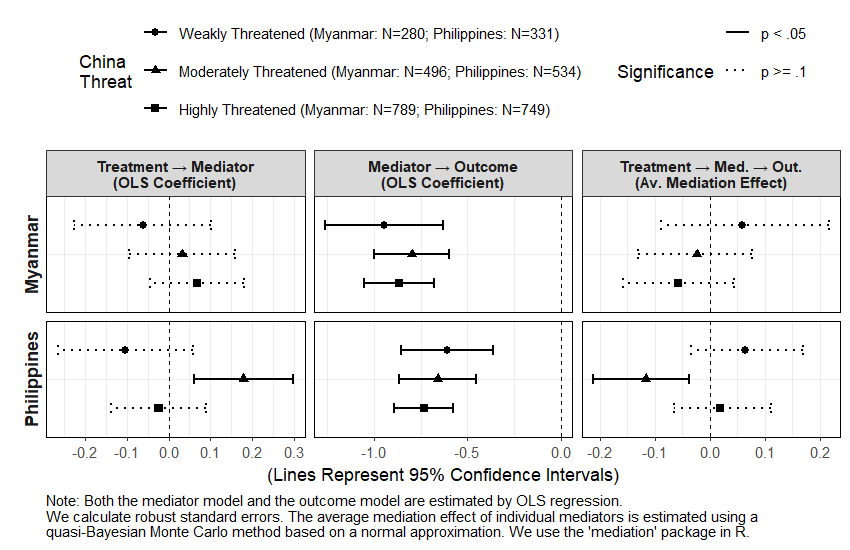 China
Threat
Weakly Threatened (Myanmar: N=280; Philippines: N=331)
Moderately Threatened (Myanmar: N=496; Philippines: N=534)
Highly Threatened (Myanmar: N=789; Philippines: N=749)
Significance
p < .05
p >= .1
Treatment → Mediator
(OLS Coefficient)
Mediator → Outcome
(OLS Coefficient)
Treatment → Med. → Out.
(Av. Mediation Effect)
Myanmar
Philippines
-0.2 -0.1 0.0 0.1 0.2 0.3
-1.0 -0.5 0.0
-0.2 -0.1 0.0 0.1 0.2
(Lines Represent 95% Confidence Intervals)
Note: Both the mediator model and the outcome model are estimated by OLS regression.
We calculate robust standard errors. The average mediation effect of individual mediators is estimated using a
quasi-Bayesian Monte Carlo method based on a normal approximation. We use the 'mediation' package in R.